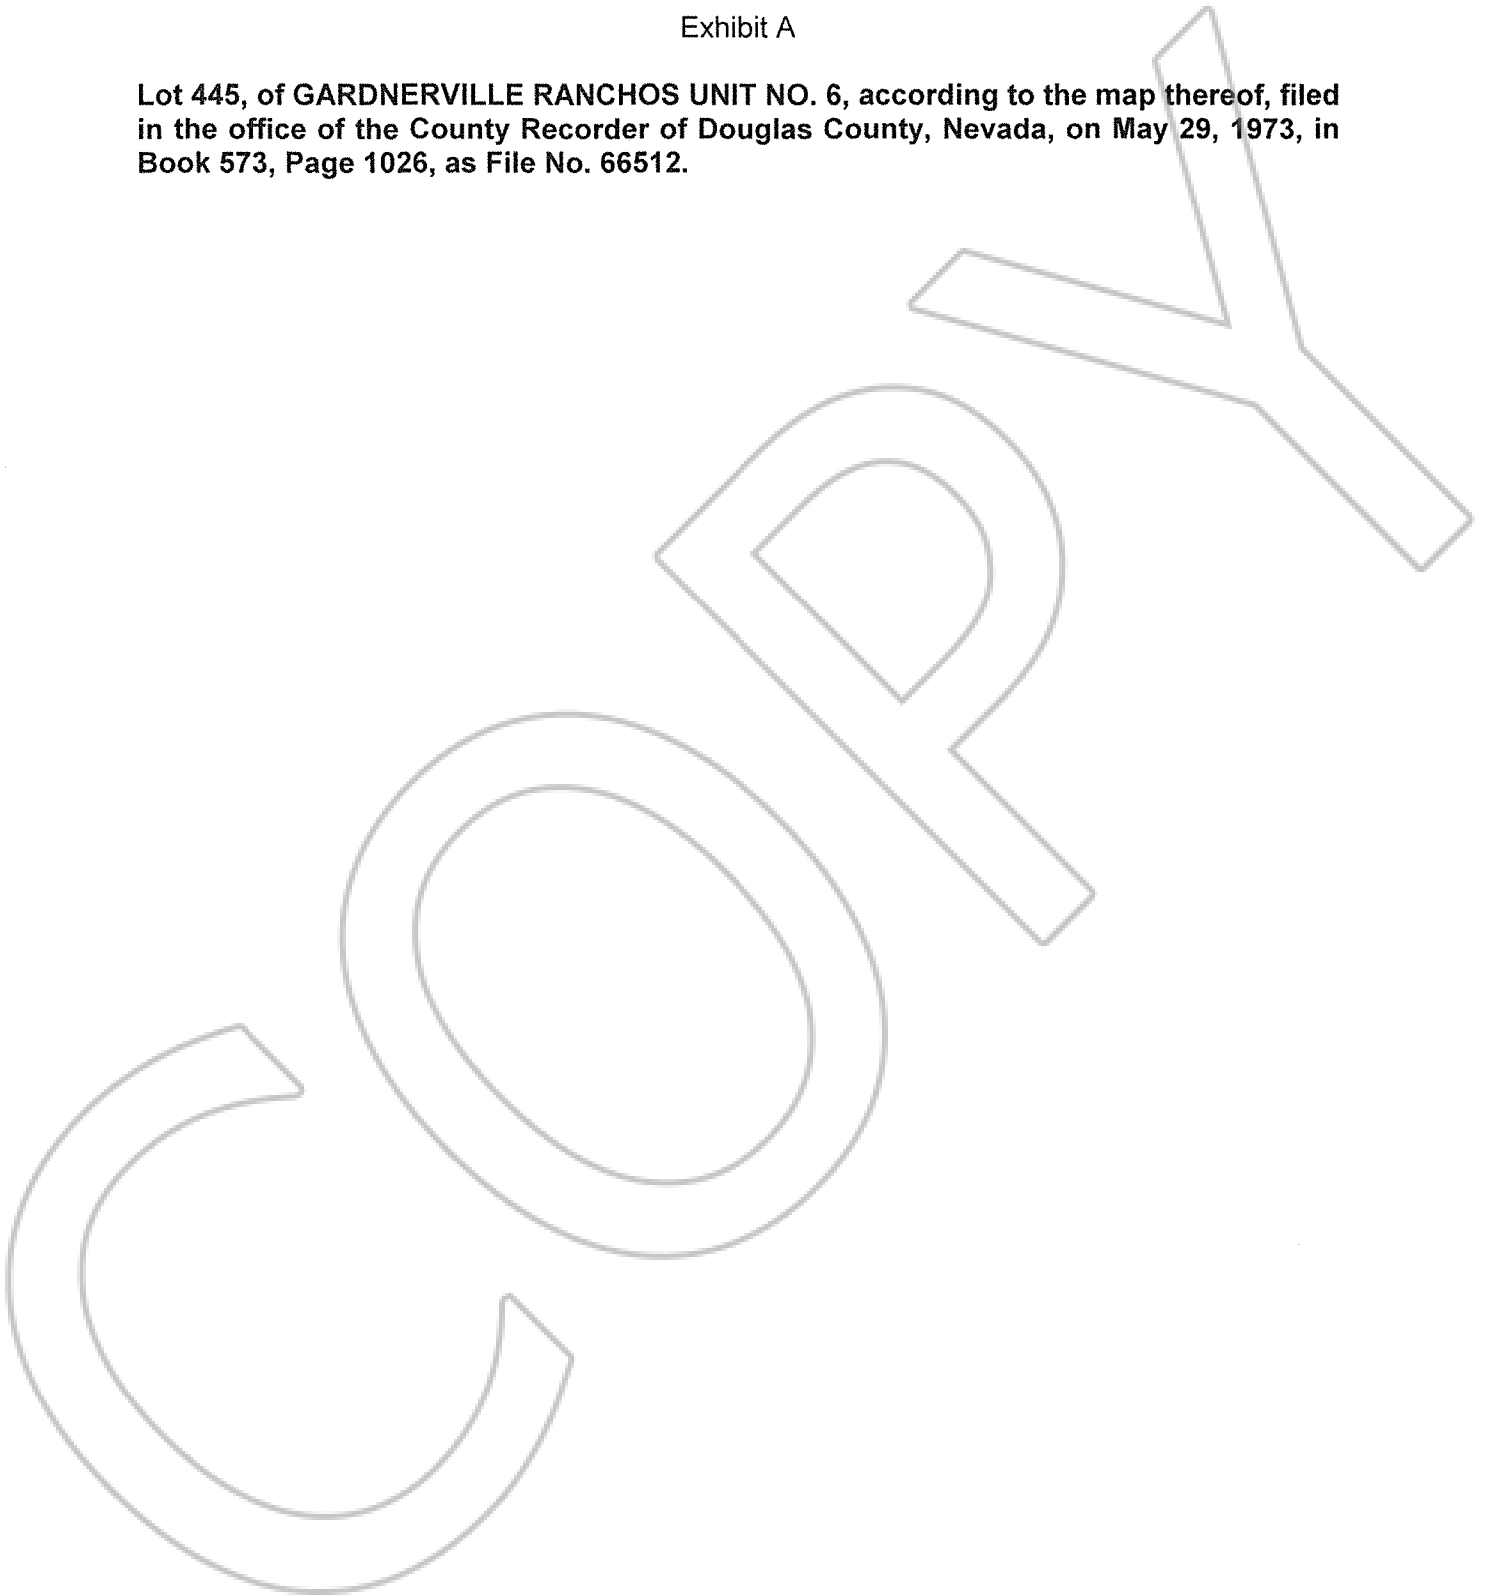 Exhibit A
Lot 445, of GARDNERVILLE RANCHOS UNIT NO. 6, according to the map thereof, filed
in the office of the County Recorder of Douglas County, Nevada, on May 29, 1973, in
Book 573, Page 1026, as File No. 66512.
COPY